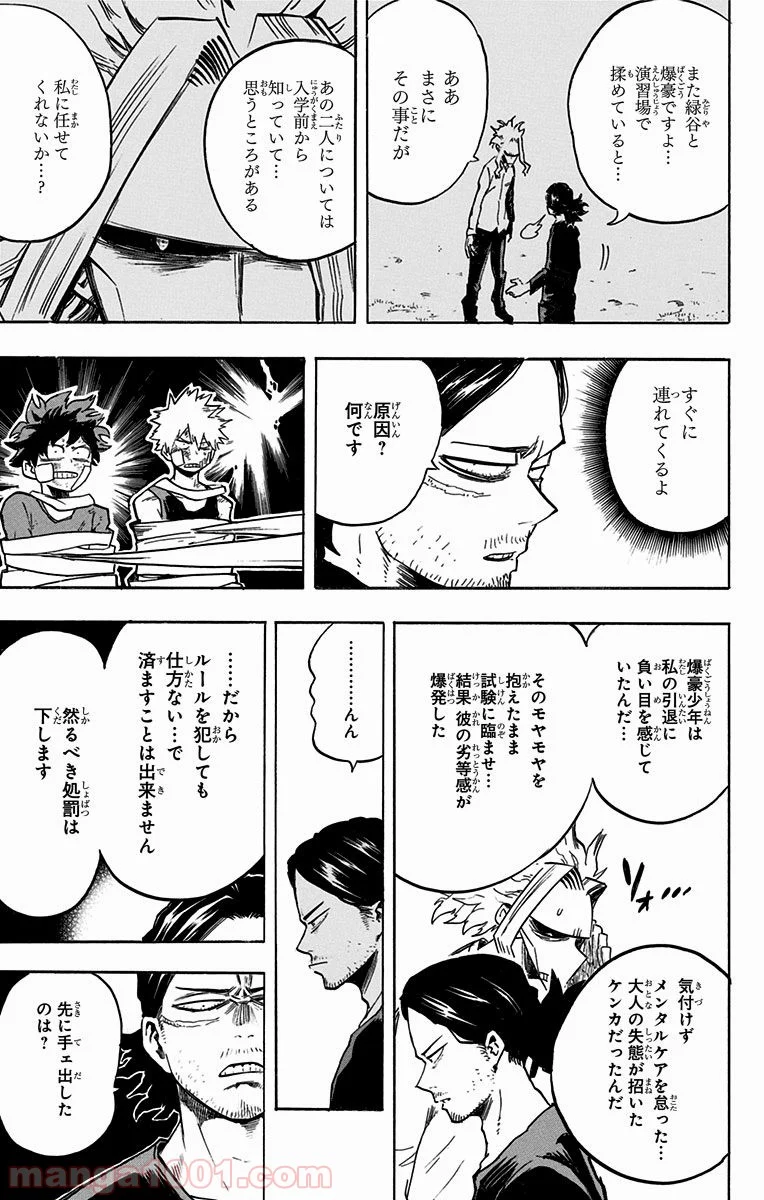 また緑谷と
爆豪ですよ…
演習場で
揉めていると…
ああ
まさに
その事だが
あの二人については
入学前から
知っていて…
思うところがある
私に任せて
くれないか…？
すぐに
連れてくるよ
原因？
何です
爆豪少年は
私の引退に
負い目を感じて
いたんだ…
そのモヤモヤを
抱えたまま
試験に臨ませ…
結果 彼の劣等感が
爆発した
気付けず
メンタルケアを怠った…
大人の失態が招いた
ケンカだったんだ
………んん
……だから
ルールを犯しても
仕方ない…で
済ますことは出来ません
然るべき処罰は
下します
先に手ェ出した
のは？
manga1001.com